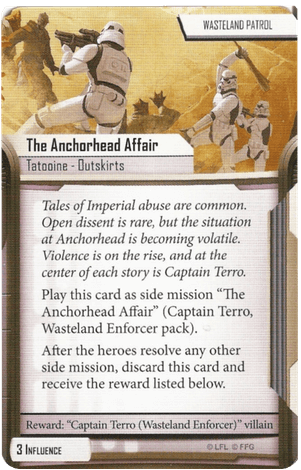 WASTELAND PATROL
The Anchorhead Affair
Tatooine - Outskirts
Tales of Imperial abuse are common.
Open dissent is rare, but the situation
at Anchorhead is becoming volatile.
Violence is on the rise, and at the
center of each story is Captain Terro.
Play this card as side mission “The
Anchorhead Affair” (Captain Terro,
Wasteland Enforcer pack).
After the heroes resolve any other
side mission, discard this card and
receive the reward listed below.
Reward: “Captain Terro (Wasteland Enforcer)” villain
3 INFLUENCE
© LFL © FFG